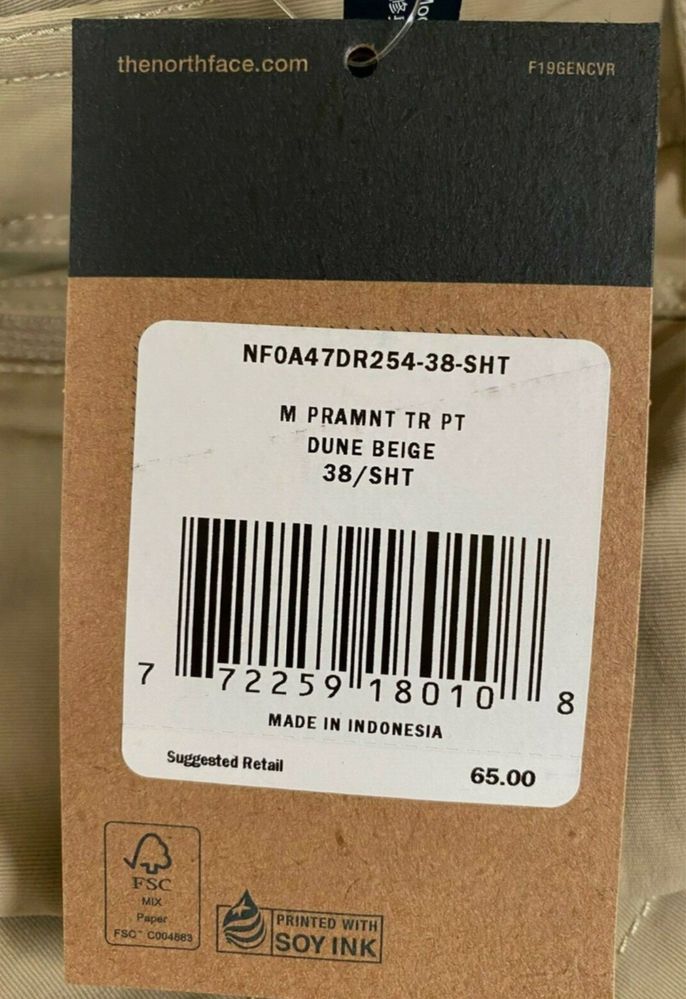 thenorthface.com
F19GENCVR
NF0A47DR254-38-SHT
M PRAMNT TR PT
DUNE BEIGE
38/SHT
7 72259 18010 8
MADE IN INDONESIA
Suggested Retail
65.00
FSC
MIX
Paper
FSC™ C004883
PRINTED WITH
SOY INK